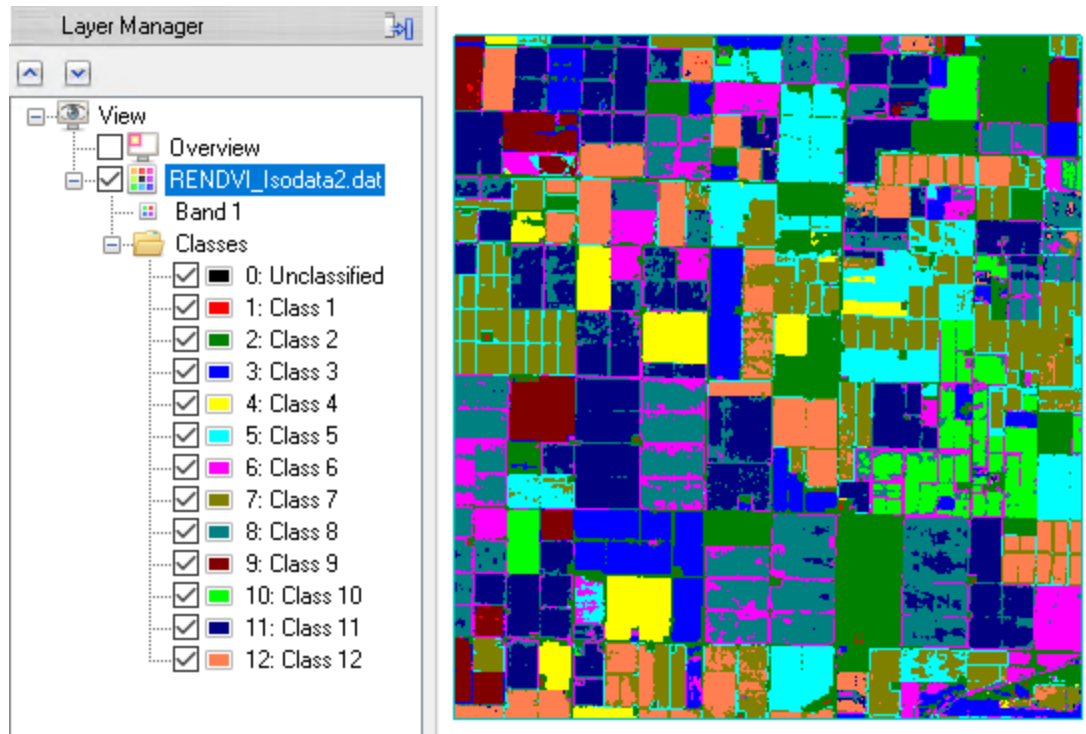 Layer Manager
View
Overview
RENDVI_Isodata2.dat
Band 1
Classes
0: Unclassified
1: Class 1
2: Class 2
3: Class 3
4: Class 4
5: Class 5
6: Class 6
7: Class 7
8: Class 8
9: Class 9
10: Class 10
11: Class 11
12: Class 12